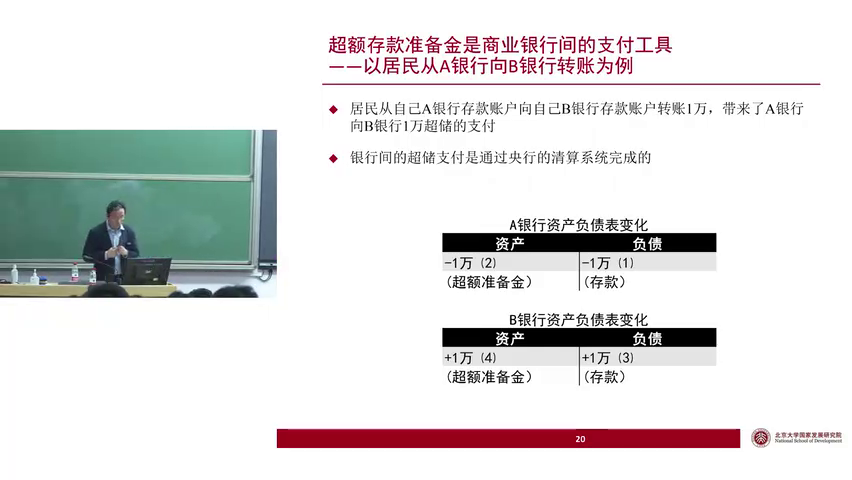 超额存款准备金是商业银行间的支付工具
——以居民从A银行向B银行转账为例
◆ 居民从自己A银行存款账户向自己B银行存款账户转账1万，带来了A银行
向B银行1万超储的支付
◆ 银行间的超储支付是通过央行的清算系统完成的
A银行资产负债表变化
资产 负债
-1万（2） -1万（1）
（超额准备金） （存款）
B银行资产负债表变化
资产 负债
+1万（4） +1万（3）
（超额准备金） （存款）
20
北京大学国家发展研究院
National School of Development